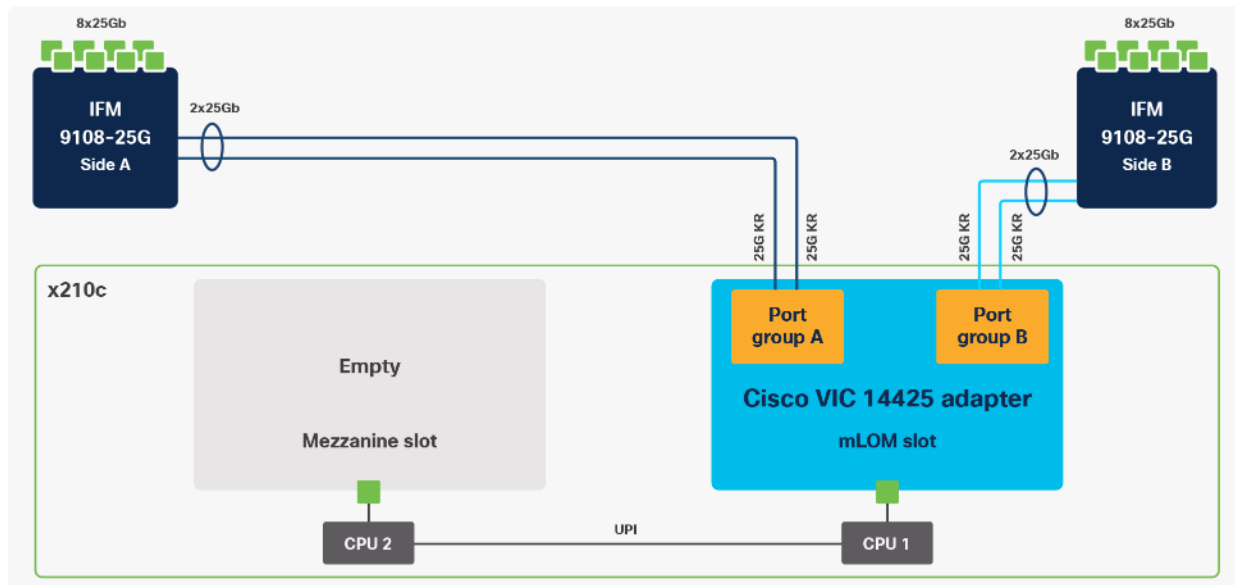 8x25Gb
8x25Gb
IFM
9108-25G
Side A
2x25Gb
IFM
9108-25G
Side B
2x25Gb
25G KR
25G KR
25G KR
25G KR
x210c
Port
group A
Port
group B
Empty
Mezzanine slot
Cisco VIC 14425 adapter
mLOM slot
CPU 2
UPI
CPU 1